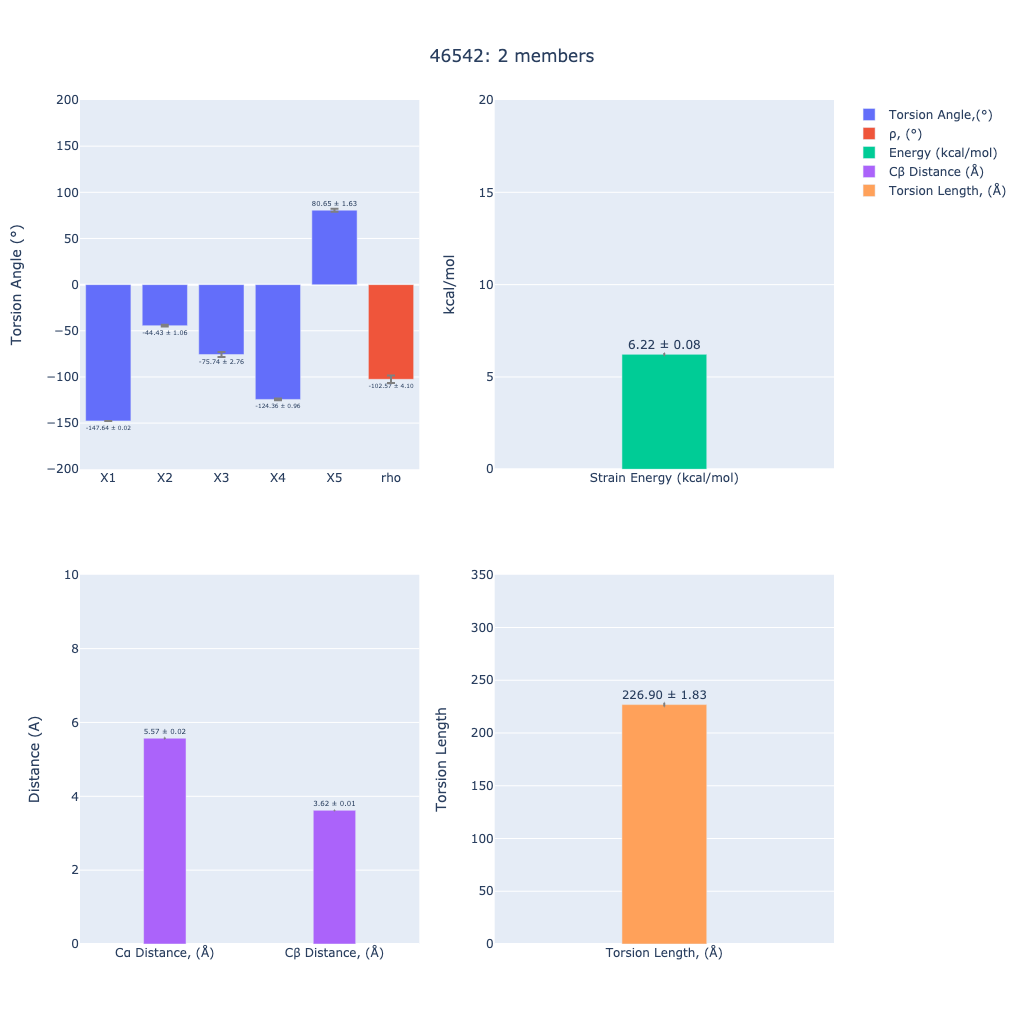 46542: 2 members
Torsion Angle (°)
200
150
100
50
0
−50
−100
−150
−200
-147.64 ± 0.02
-44.43 ± 1.06
-75.74 ± 2.76
-124.36 ± 0.96
80.65 ± 1.63
-102.57 ± 4.10
X1 X2 X3 X4 X5 rho
kcal/mol
20
15
10
5
0
6.22 ± 0.08
Strain Energy (kcal/mol)
Torsion Angle,(°)
ρ, (°)
Energy (kcal/mol)
Cβ Distance (Å)
Torsion Length, (Å)
Distance (A)
10
8
6
4
2
0
5.57 ± 0.02
3.62 ± 0.01
Cα Distance, (Å) Cβ Distance, (Å)
Torsion Length
350
300
250
200
150
100
50
0
226.90 ± 1.83
Torsion Length, (Å)